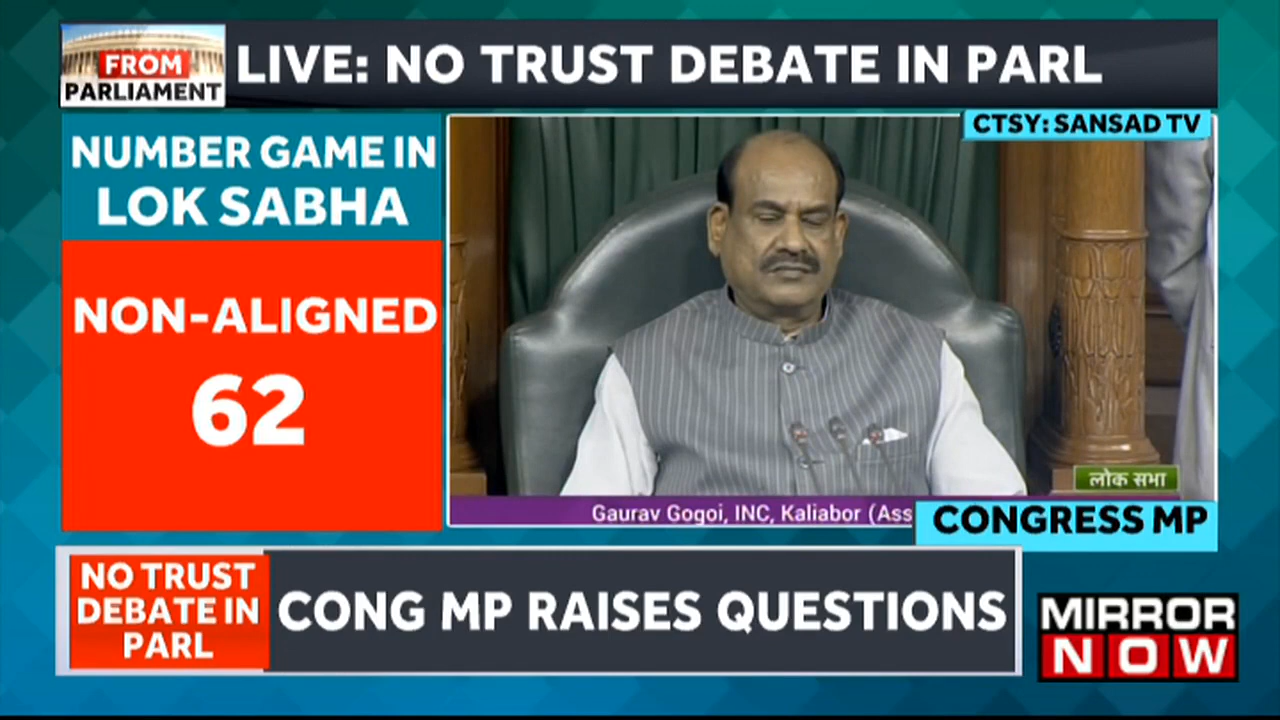 FROM
PARLIAMENT
LIVE: NO TRUST DEBATE IN PARL
CTSY: SANSAD TV
NUMBER GAME IN
LOK SABHA
NON-ALIGNED
62
लोक सभा
Gaurav Gogoi, INC, Kaliabor (Ass
CONGRESS MP
NO TRUST
DEBATE IN
PARL
CONG MP RAISES QUESTIONS
MIRROR
NOW